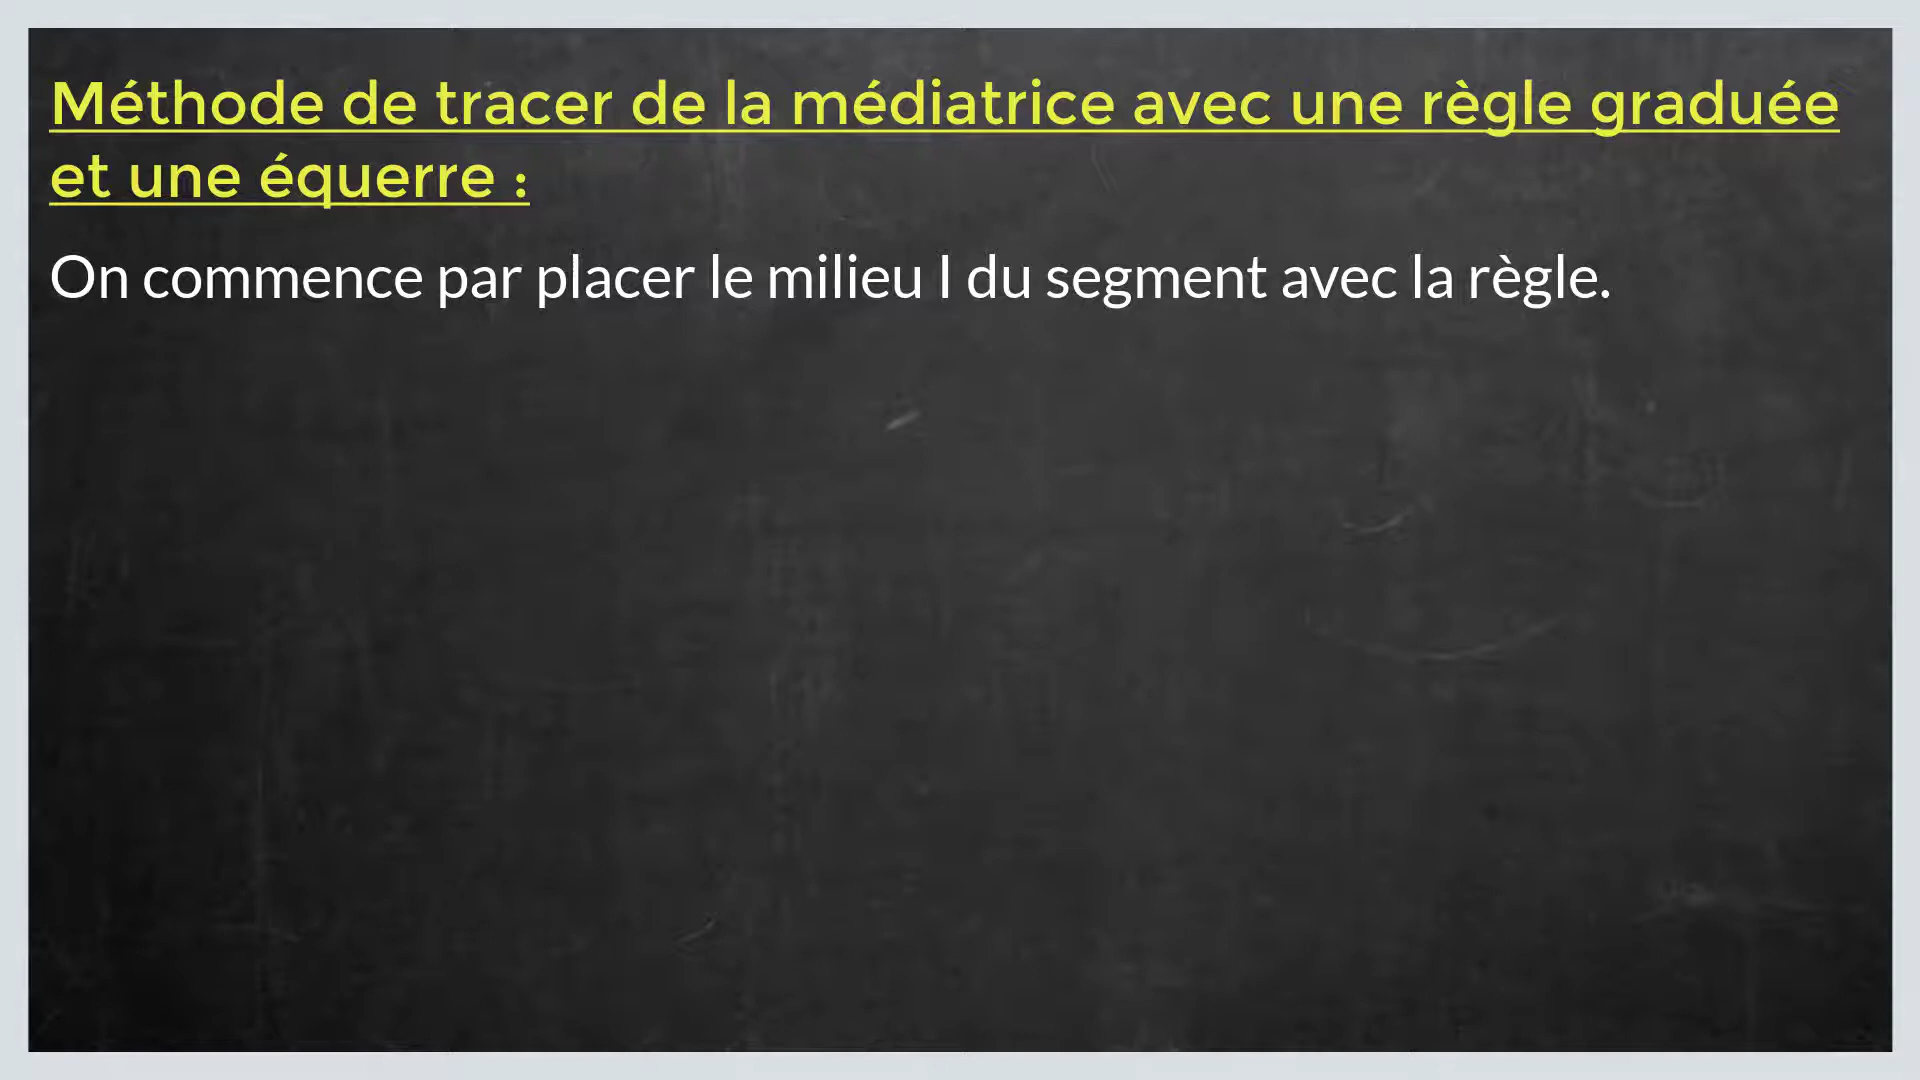 Méthode de tracer de la médiatrice avec une règle graduée
et une équerre :
On commence par placer le milieu I du segment avec la règle.